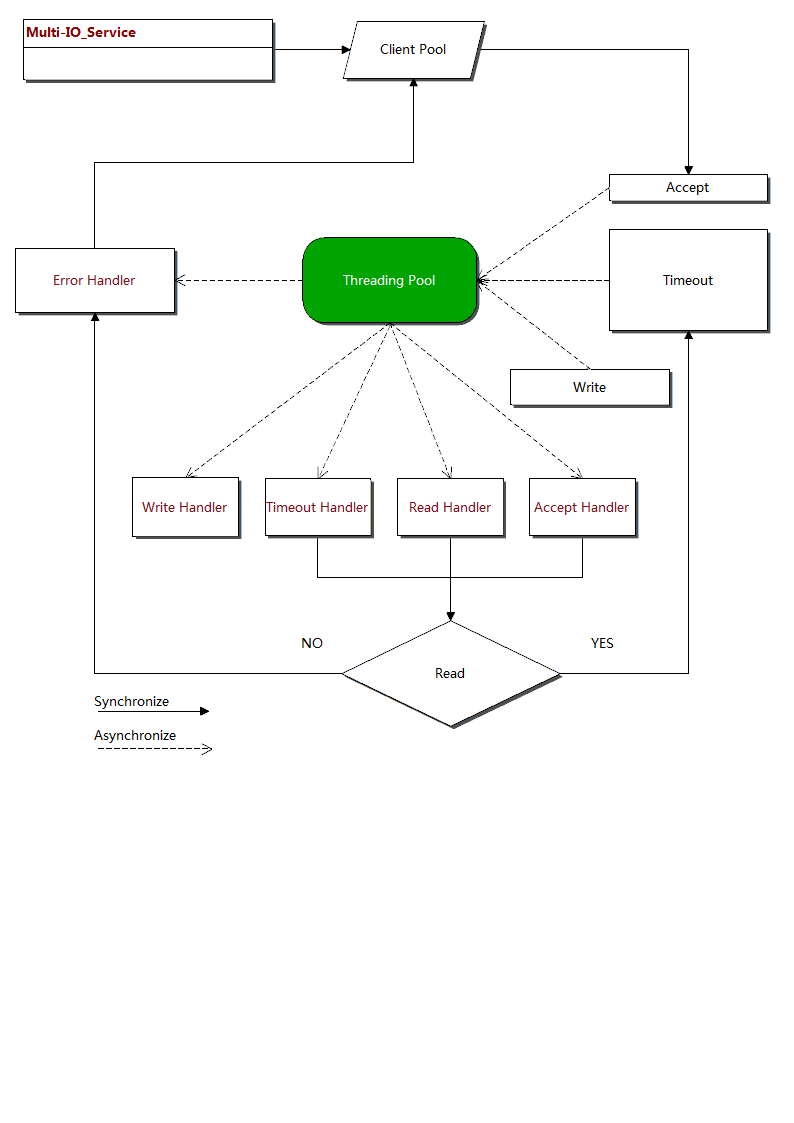 Multi-IO_Service
Client Pool
Accept
Error Handler
Threading Pool
Timeout
Write
Write Handler
Timeout Handler
Read Handler
Accept Handler
NO
YES
Read
Synchronize
Asynchronize